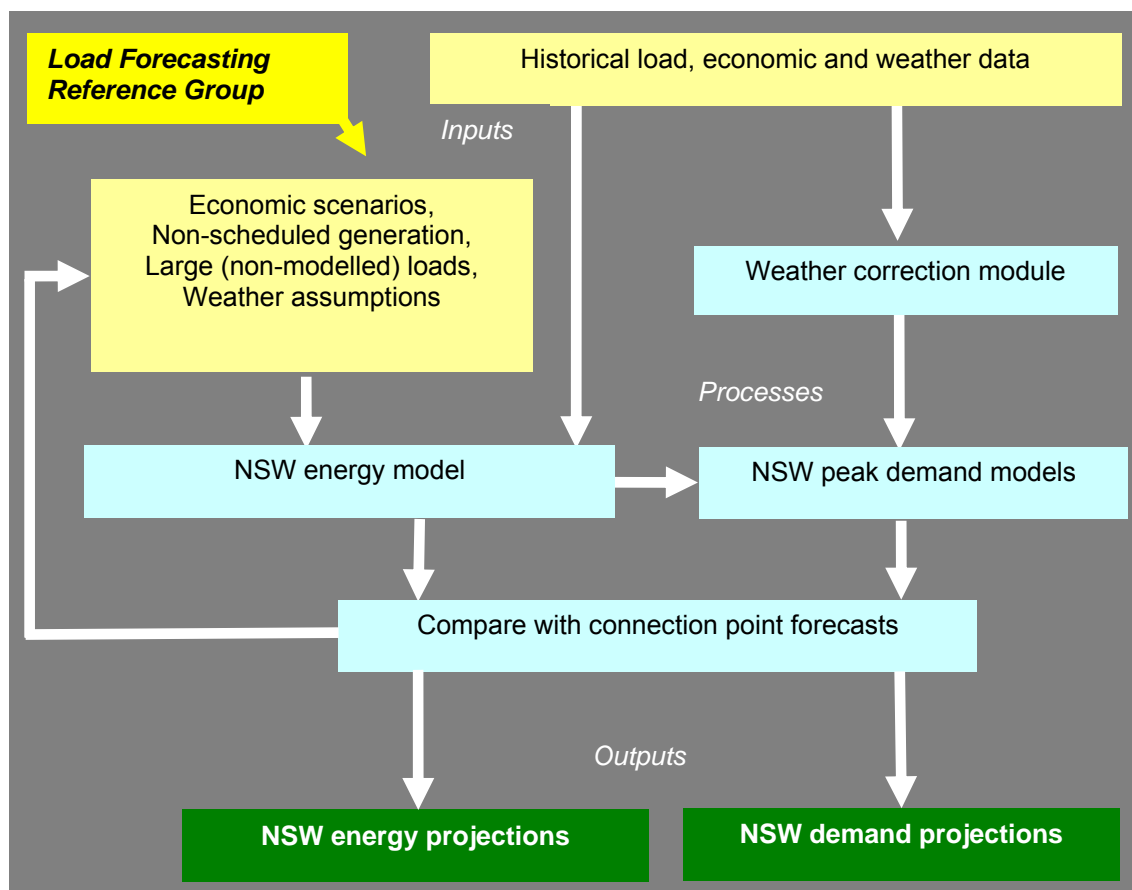 Load Forecasting
Reference Group
Historical load, economic and weather data
Inputs
Economic scenarios,
Non-scheduled generation,
Large (non-modelled) loads,
Weather assumptions
Weather correction module
Processes
NSW energy model
NSW peak demand models
Compare with connection point forecasts
Outputs
NSW energy projections
NSW demand projections